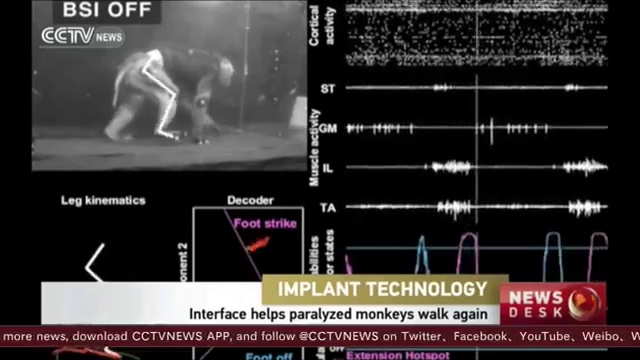 BSI OFF
CCTV NEWS
Cortical
activity
ST
GM
IL
TA
Muscle activity
Leg kinematics
Decoder
Foot strike
Foot off
Extension Hotspot
OFF
IMPLANT TECHNOLOGY
Interface helps paralyzed monkeys walk again
NEWS
DESK
more news, download CCTVNEWS APP, and follow @CCTVNEWS on Twitter、Facebook、YouTube、Weibo、W